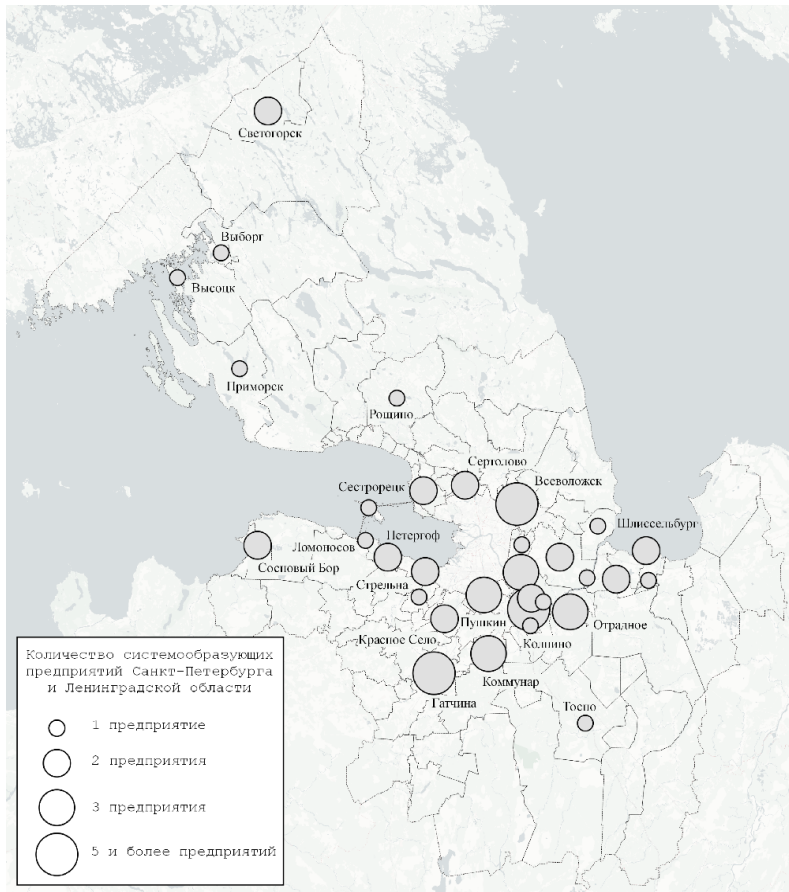 Светогорск
Выборг
Высоцк
Приморск
Рощино
Сертолово
Сестрорецк
Всеволожск
Шлиссельбург
Петергоф
Ломоносов
Сосновый Бор
Стрельна
Пушкин
Отрадное
Красное Село
Колпино
Коммунар
Гатчина
Тосно
Количество системообразующих
предприятий Санкт-Петербурга
и Ленинградской области
1 предприятие
2 предприятия
3 предприятия
5 и более предприятий